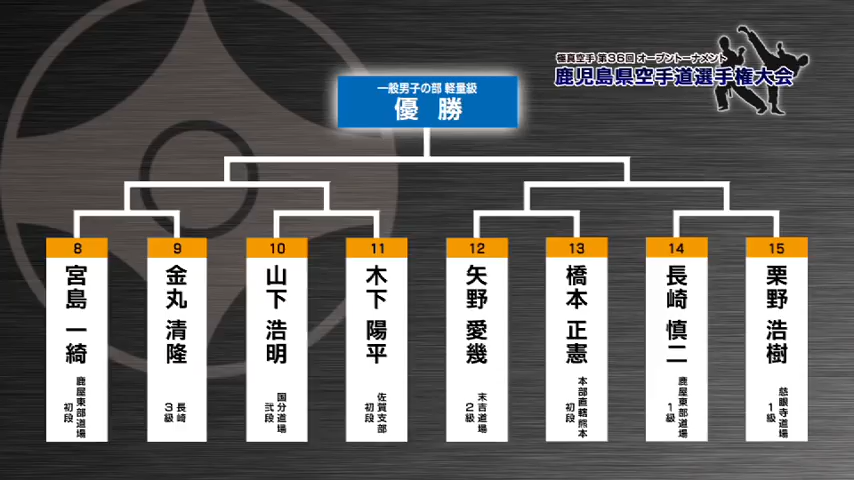 極真空手 第36回 オープントーナメント
鹿児島県空手道選手権大会
一般男子の部 軽量級
優勝
8
宮島 一綺
鹿屋東部道場
初段
9
金丸 清隆
長崎
3級
10
山下 浩明
国分道場
弐段
11
木下 陽平
佐賀支部
初段
12
矢野 愛幾
末吉道場
2級
13
橋本 正憲
本部直轄熊本
初段
14
長崎 慎二
鹿屋東部道場
1級
15
栗野 浩樹
慈眼寺道場
1級